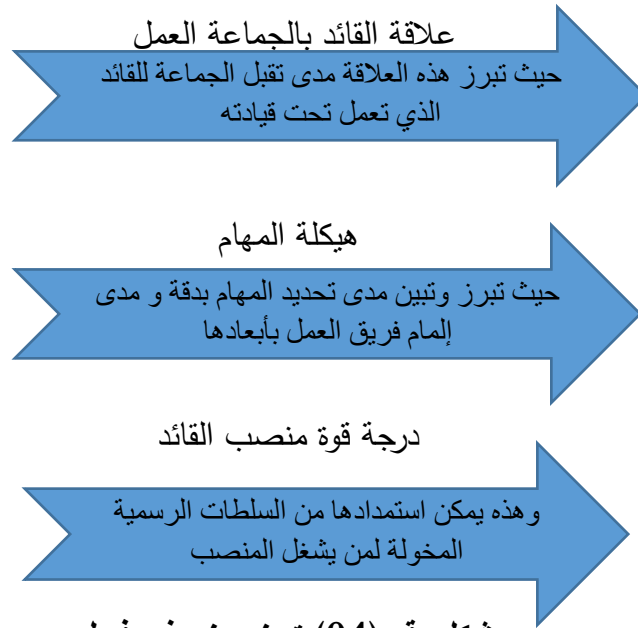 علاقة القائد بالجماعة العمل
حيث تبرز هذه العلاقة مدى تقبل الجماعة للقائد
الذي تعمل تحت قيادته
هيكلة المهام
حيث تبرز وتبين مدى تحديد المهام بدقة و مدى
إلمام فريق العمل بأبعادها
درجة قوة منصب القائد
وهذه يمكن استمدادها من السلطات الرسمية
المخولة لمن يشغل المنصب
(04)